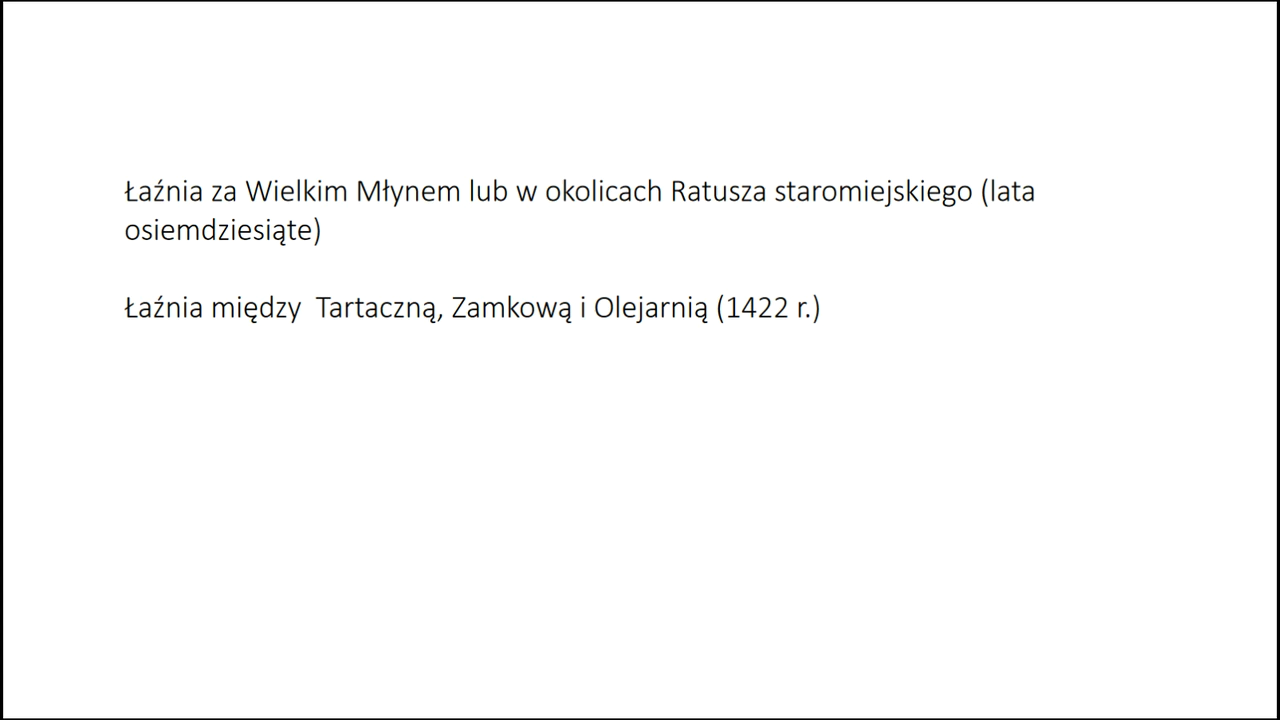 Łaźnia za Wielkim Młynem lub w okolicach Ratusza staromiejskiego (lata
osiemdziesiąte)
Łaźnia między  Tartaczną, Zamkową i Olejarnią (1422 r.)